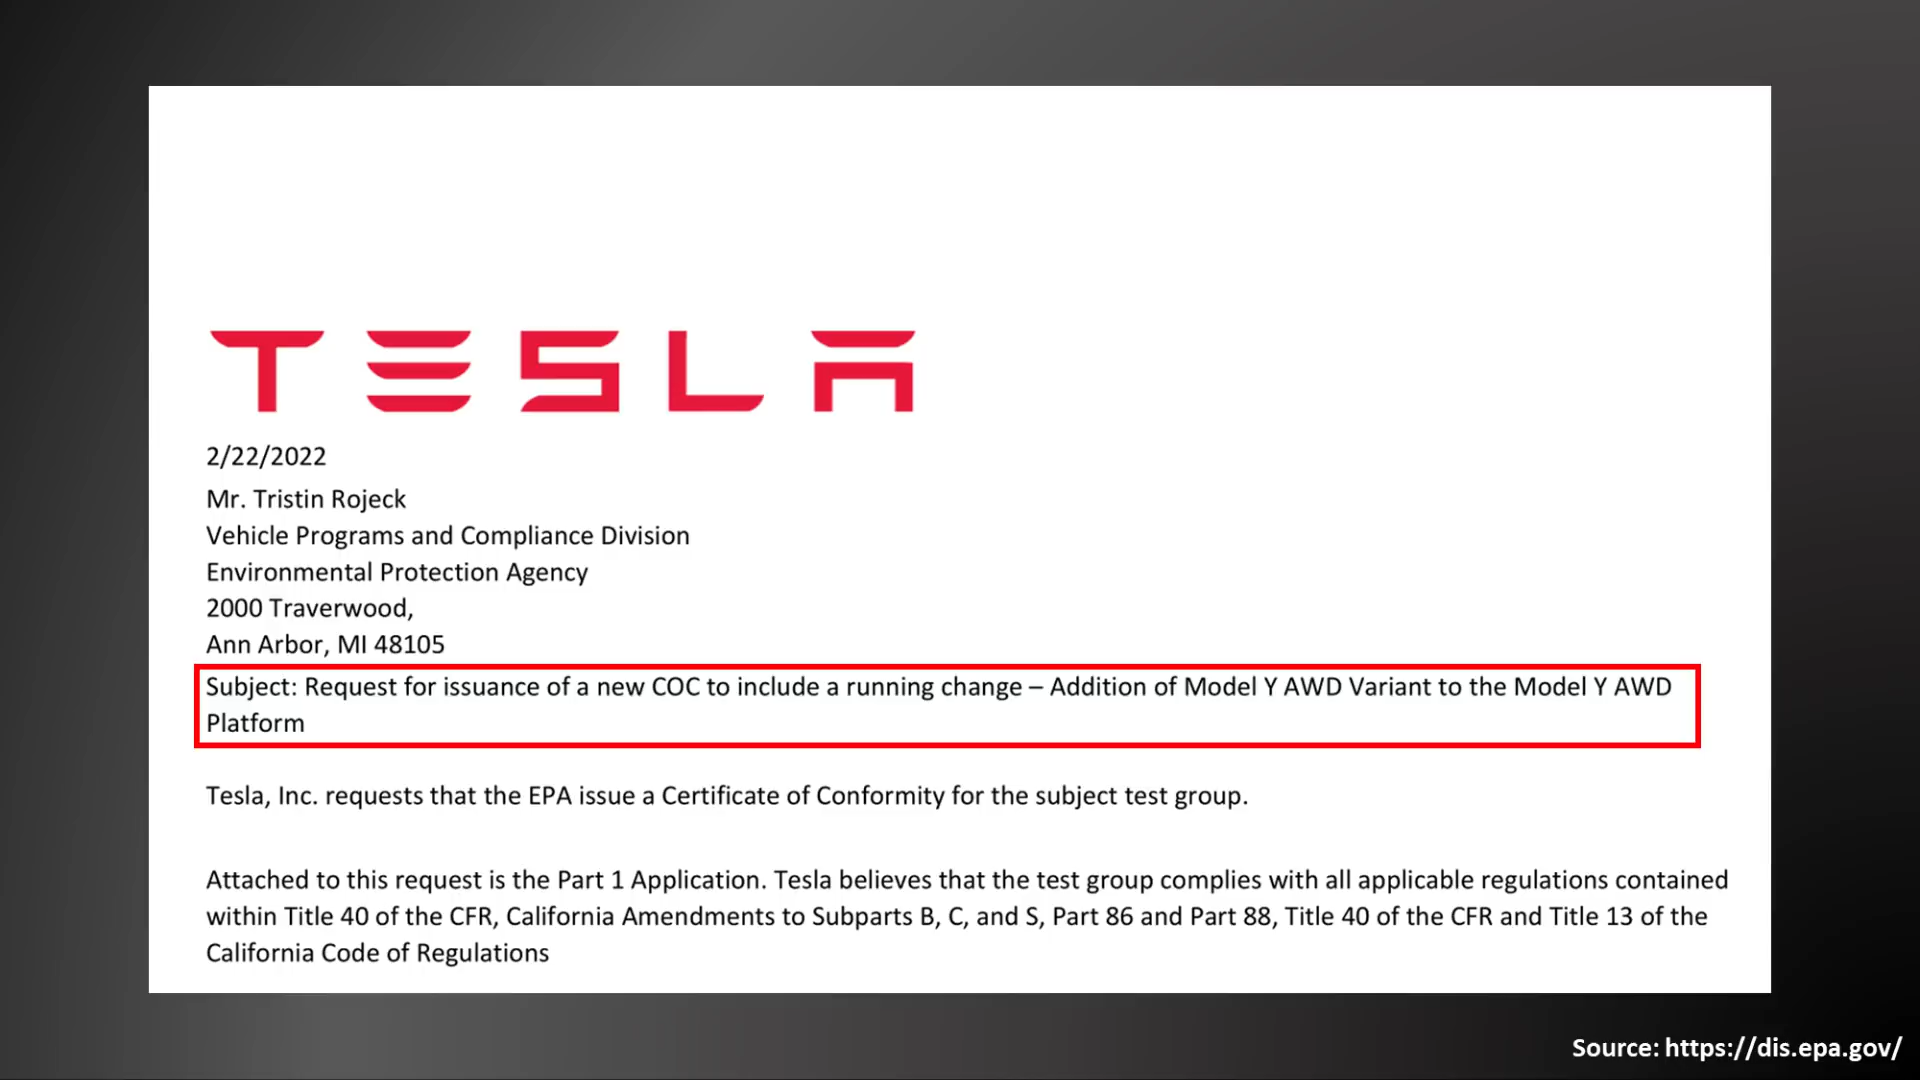 TESLA
2/22/2022
Mr. Tristin Rojeck
Vehicle Programs and Compliance Division
Environmental Protection Agency
2000 Traverwood,
Ann Arbor, MI 48105
Subject: Request for issuance of a new COC to include a running change – Addition of Model Y AWD Variant to the Model Y AWD
Platform
Tesla, Inc. requests that the EPA issue a Certificate of Conformity for the subject test group.
Attached to this request is the Part 1 Application. Tesla believes that the test group complies with all applicable regulations contained
within Title 40 of the CFR, California Amendments to Subparts B, C, and S, Part 86 and Part 88, Title 40 of the CFR and Title 13 of the
California Code of Regulations
Source: https://dis.epa.gov/